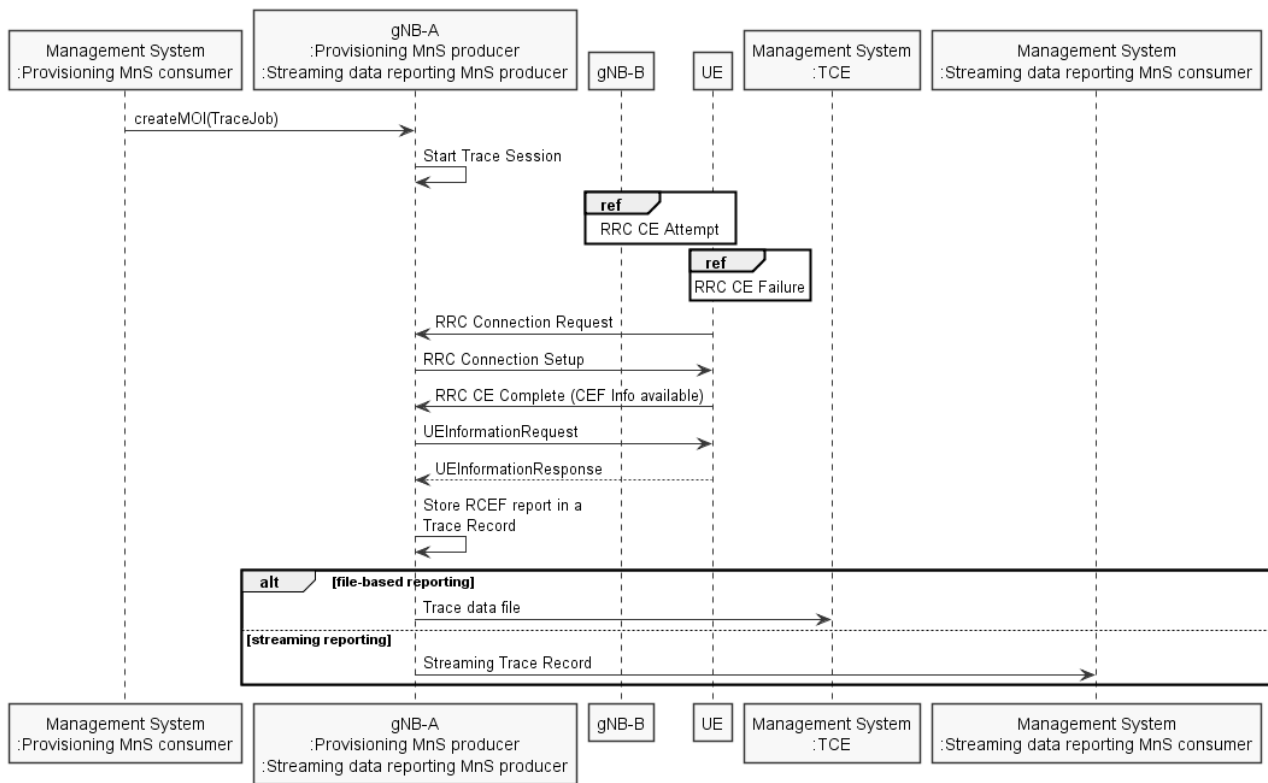 Management System
:Provisioning MnS consumer
gNB-A
:Provisioning MnS producer
:Streaming data reporting MnS producer
gNB-B
UE
Management System
:TCE
Management System
:Streaming data reporting MnS consumer
createMOI(TraceJob)
Start Trace Session
ref
RRC CE Attempt
ref
RRC CE Failure
RRC Connection Request
RRC Connection Setup
RRC CE Complete (CEF Info available)
UEInformationRequest
UEInformationResponse
Store RCEF report in a
Trace Record
alt [file-based reporting]
Trace data file
[streaming reporting]
Streaming Trace Record
Management System
:Provisioning MnS consumer
gNB-A
:Provisioning MnS producer
:Streaming data reporting MnS producer
gNB-B
UE
Management System
:TCE
Management System
:Streaming data reporting MnS consumer